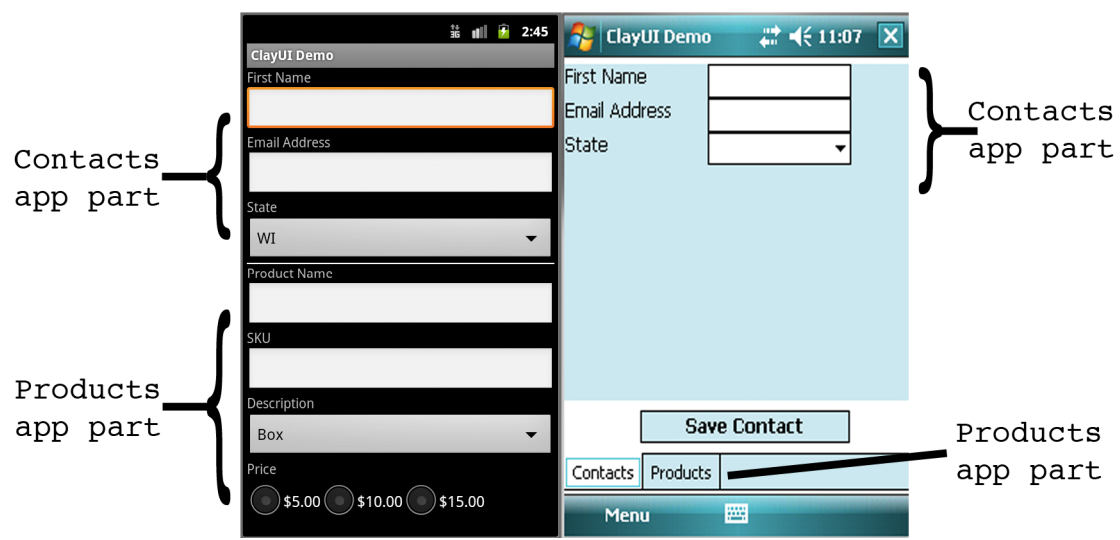 Contacts
app part
Products
app part
3G 2:45
ClayUI Demo
First Name
Email Address
State
WI
Product Name
SKU
Description
Box
Price
$5.00 $10.00 $15.00
ClayUI Demo 11:07
First Name
Email Address
State
Save Contact
Contacts Products
Menu
Contacts
app part
Products
app part